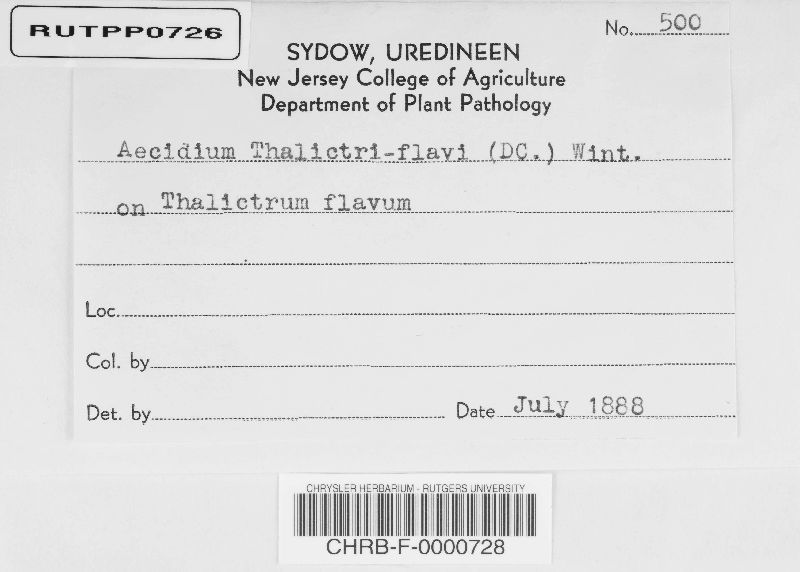 RUTPP0726
No. 500
SYDOW, UREDINEEN
New Jersey College of Agriculture
Department of Plant Pathology
Aecidium Thalictri-flavi (DC.) Wint.
on Thalictrum flavum
Loc.
Col. by
Det. by Date July 1888
CHRYSLER HERBARIUM - RUTGERS UNIVERSITY
CHRB-F-0000728